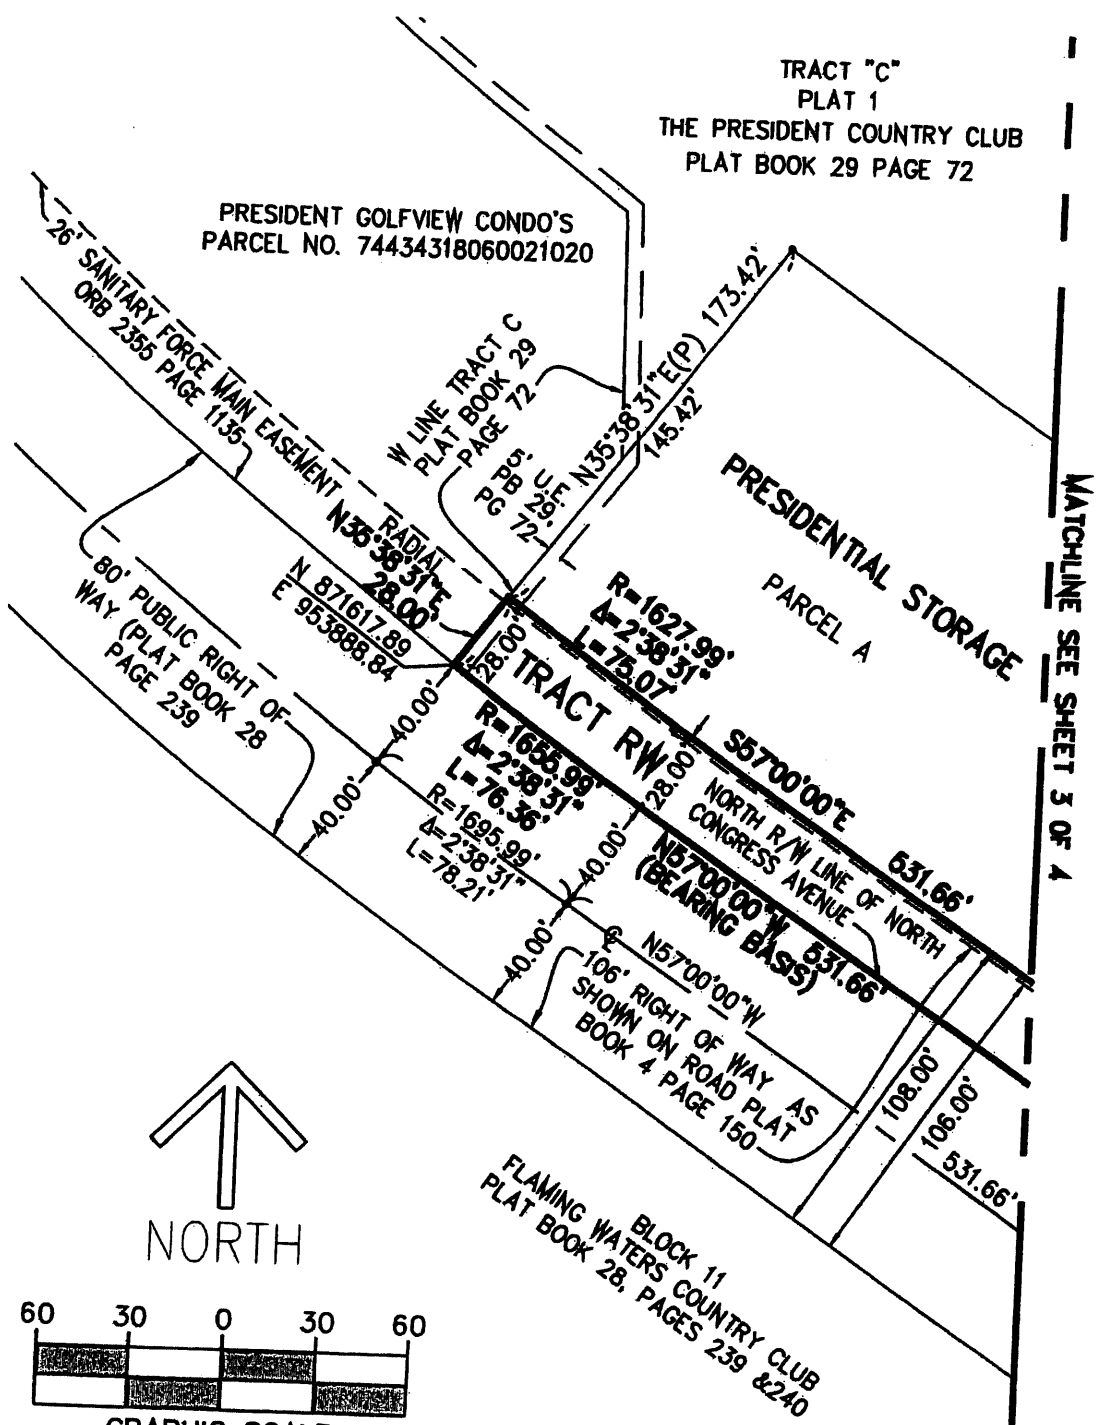 TRACT "C"
PLAT 1
THE PRESIDENT COUNTRY CLUB
PLAT BOOK 29 PAGE 72
PRESIDENT GOLFVIEW CONDO'S
PARCEL NO. 74434318060021020
26' SANITARY FORCE MAIN EASEMENT
ORB 2355 PAGE 1135
W LINE TRACT C
PLAT BOOK 29
PAGE 72
5' U.E.
PB 29,
PG 72
N35°38'31"E(P) 173.42'
145.42'
PRESIDENTIAL STORAGE
PARCEL A
MATCHLINE SEE SHEET 3 OF 4
RADIAL
N35°38'31"E
28.00'
N 871617.89
E 953888.84
80' PUBLIC RIGHT OF
WAY (PLAT BOOK 28
PAGE 239
28.00'
40.00'
40.00'
TRACT RW
R=1627.99'
Δ=2°38'31"
L=75.07'
S57°00'00"E 531.66'
R=1655.99'
Δ=2°38'31"
L=76.36'
R=1695.99'
Δ=2°38'31"
L=78.21'
28.00'
40.00'
40.00'
NORTH R/W LINE OF NORTH
CONGRESS AVENUE
N57°00'00"W 531.66'
(BEARING BASIS)
N57°00'00"W
531.66'
106' RIGHT OF WAY AS
SHOWN ON ROAD PLAT
BOOK 4 PAGE 150
108.00'
106.00'
BLOCK 11
FLAMING WATERS COUNTRY CLUB
PLAT BOOK 28, PAGES 239 &240
NORTH
60 30 0 30 60
GRAPHIC SCALE